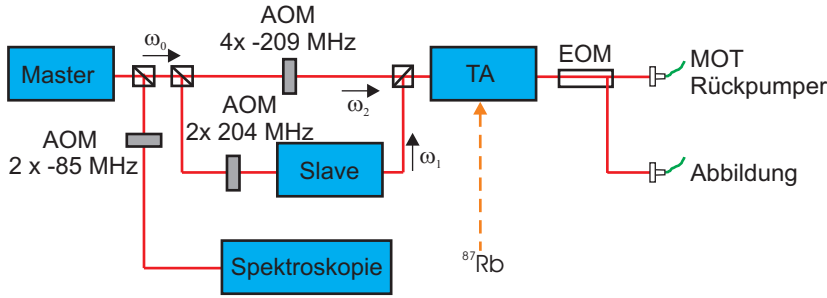 AOM
4x -209 MHz
ω₀
Master
TA
EOM
MOT
Rückpumper
ω₂
AOM
2x 204 MHz
AOM
2 x -85 MHz
Slave
ω₁
Abbildung
Spektroskopie
⁸⁷Rb